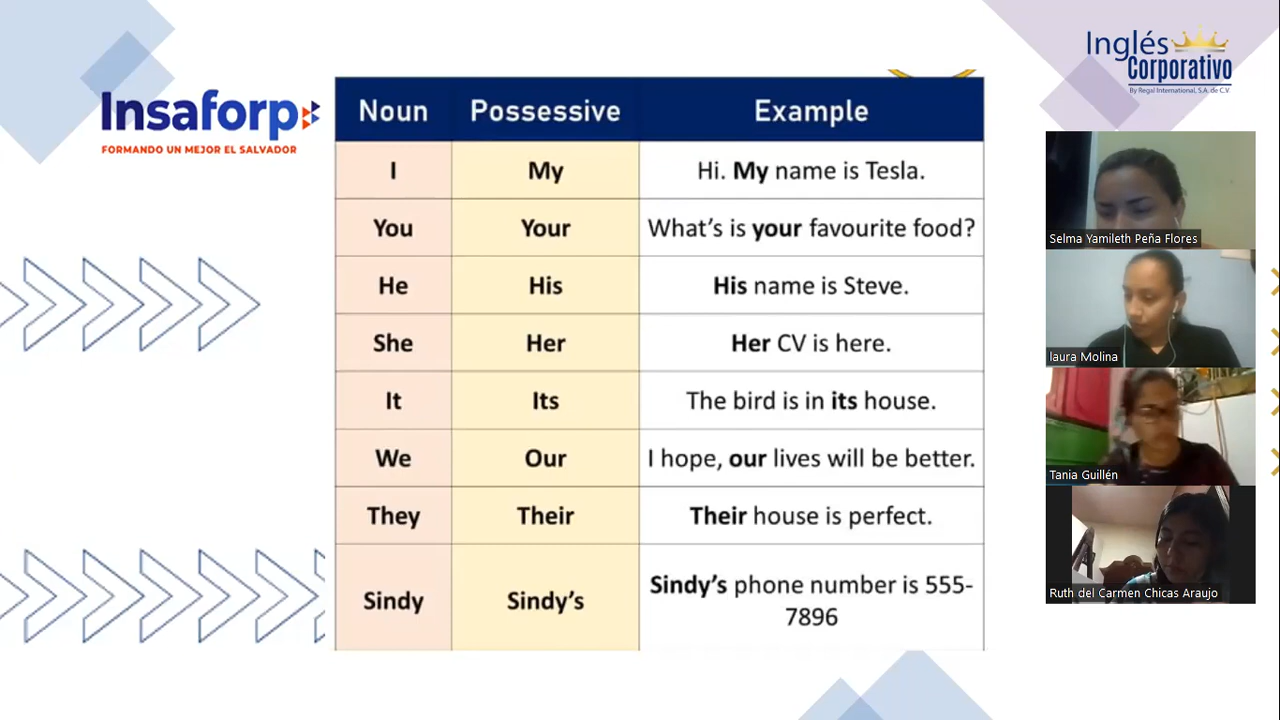 Insaforp
FORMANDO UN MEJOR EL SALVADOR
Inglés
Corporativo
By Regal International, S.A. de C.V.
Noun Possessive Example
I My Hi. My name is Tesla.
You Your What's is your favourite food?
He His His name is Steve.
She Her Her CV is here.
It Its The bird is in its house.
We Our I hope, our lives will be better.
They Their Their house is perfect.
Sindy Sindy's Sindy's phone number is 555-
7896
Selma Yamileth Peña Flores
laura Molina
Tania Guillén
Ruth del Carmen Chicas Araujo